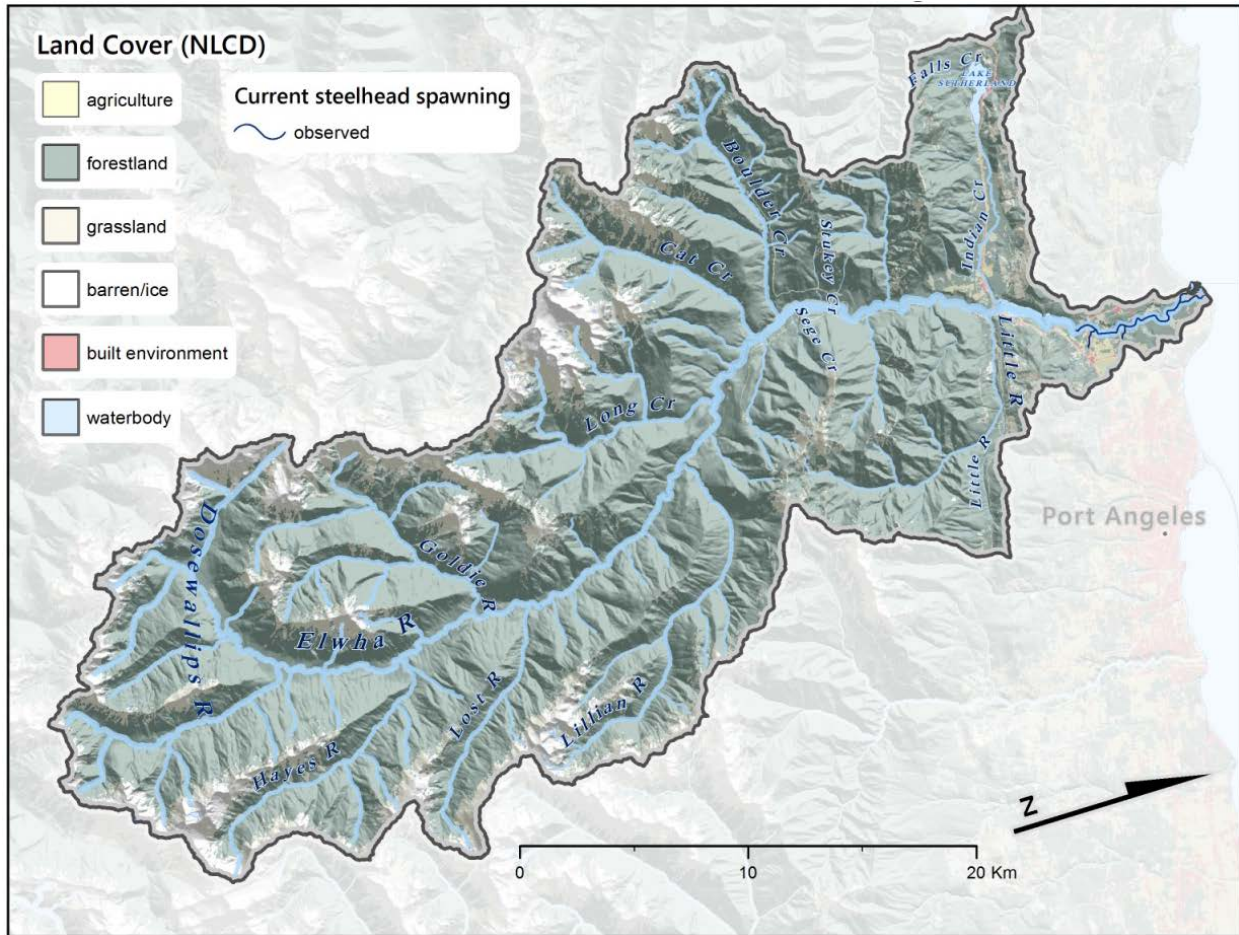 Land Cover (NLCD)
agriculture
forestland
grassland
barren/ice
built environment
waterbody
Current steelhead spawning
observed
Falls Cr
LAKE
SUTHERLAND
Boulder Cr
Indian Cr
Stukey Cr
Cat Cr
Sege Cr
Little R
Long Cr
Little R
Port Angeles
Dosewallips R
Goldie R
Elwha R
Lost R
Lillian R
Hayes R
N
0
10
20 Km